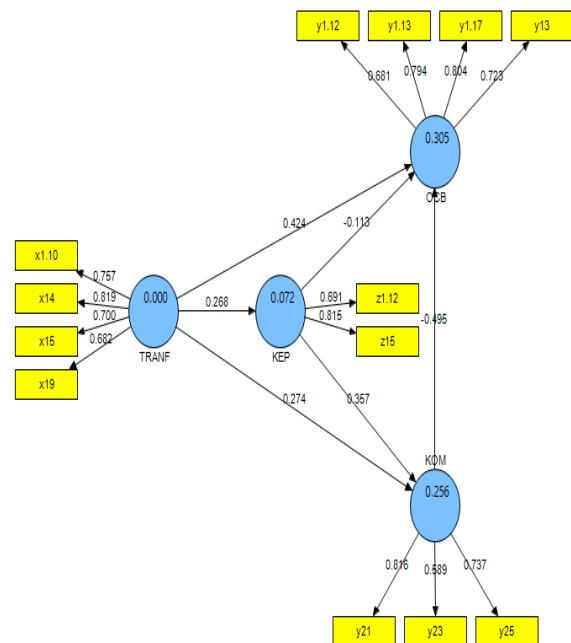 y1.12 y1.13 y1.17 y13
0.681 0.794 0.804 0.723
0.305
OCB
0.424 -0.113
x1.10
0.757
x14
0.819
0.000 0.268 0.072 0.691 z1.12
x15
0.700 0.815 z15
0.682
TRANF KEP
-0.495
x19
0.274 0.357
KOM
0.256
0.816 0.589 0.737
y21 y23 y25